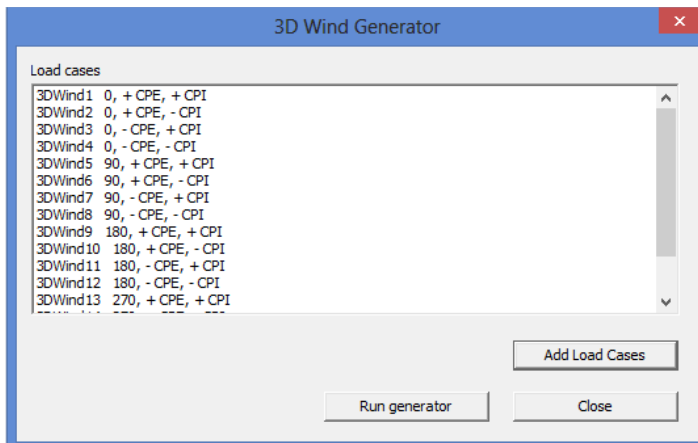 3D Wind Generator
Load cases
3DWind1 0, + CPE, + CPI
3DWind2 0, + CPE, - CPI
3DWind3 0, - CPE, + CPI
3DWind4 0, - CPE, - CPI
3DWind5 90, + CPE, + CPI
3DWind6 90, + CPE, - CPI
3DWind7 90, - CPE, + CPI
3DWind8 90, - CPE, - CPI
3DWind9 180, + CPE, + CPI
3DWind10 180, + CPE, - CPI
3DWind11 180, - CPE, + CPI
3DWind12 180, - CPE, - CPI
3DWind13 270, + CPE, + CPI
Add Load Cases
Run generator Close